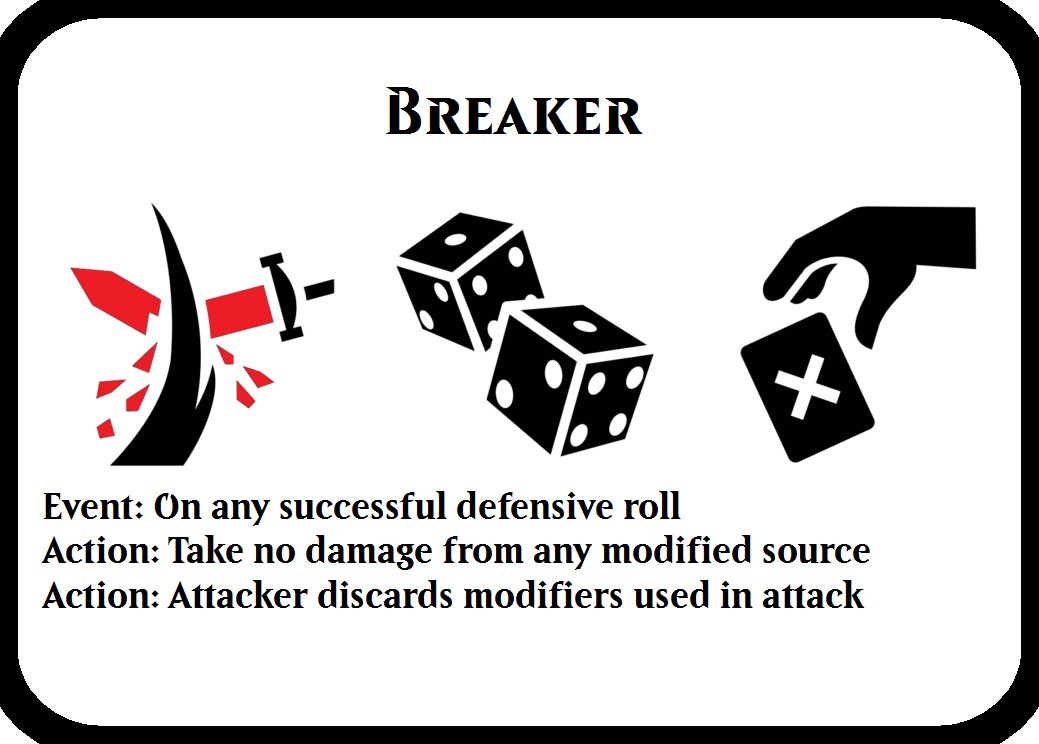 Breaker
Event: On any successful defensive roll
Action: Take no damage from any modified source
Action: Attacker discards modifiers used in attack